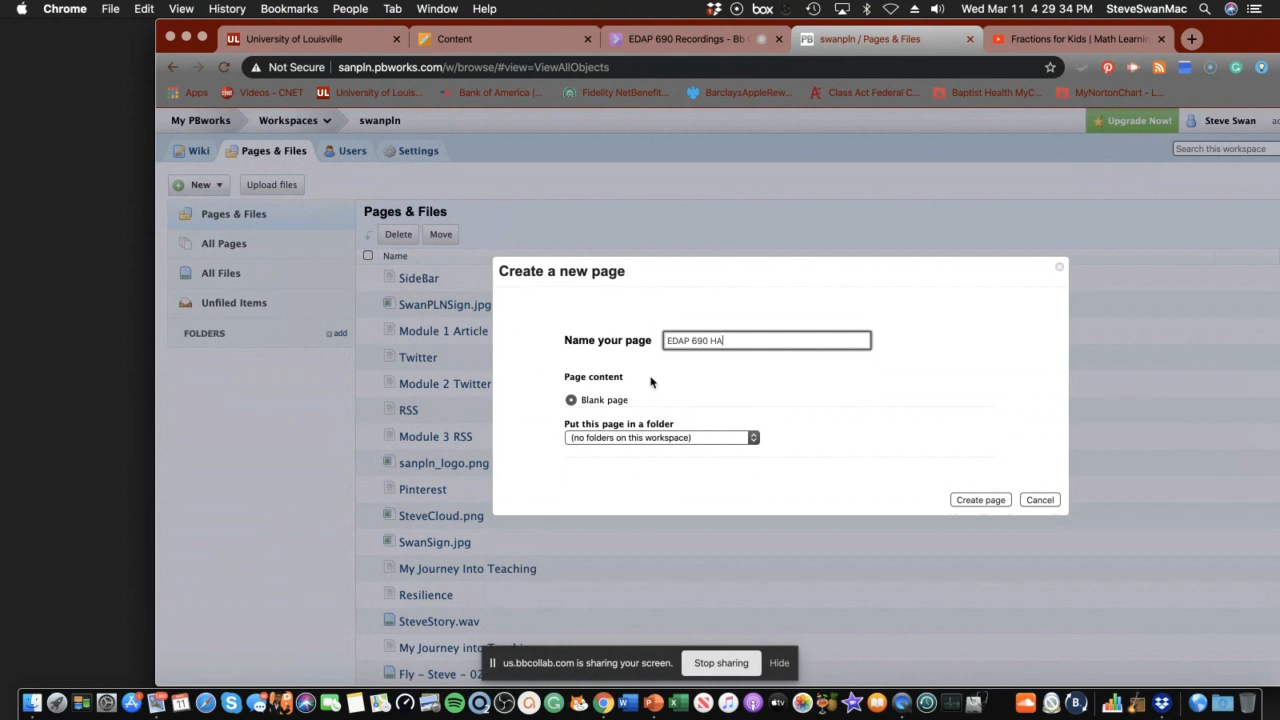 Chrome File Edit View History Bookmarks People Tab Window Help box Wed Mar 11 4:29:34 PM SteveSwanMac
UL University of Louisville Content EDAP 690 Recordings - Bb C PB swanpln / Pages & Files Fractions for Kids | Math Learnin
Not Secure sanpln.pbworks.com/w/browse/#view=ViewAllObjects
Apps Videos - CNET UL University of Louis... Bank of America |... Fidelity NetBenefit... BarclaysAppleRew... Class Act Federal C... Baptist Health MyC... MyNortonChart - L...
My PBworks Workspaces swanpln Upgrade Now! Steve Swan
Wiki Pages & Files Users Settings Search this workspace
New Upload files
Pages & Files
All Pages
All Files
Unfiled Items
FOLDERS add
Pages & Files
Delete Move
Name
SideBar
SwanPLNSign.jpg
Module 1 Article
Twitter
Module 2 Twitter
RSS
Module 3 RSS
sanpln_logo.png
Pinterest
SteveCloud.png
SwanSign.jpg
My Journey Into Teaching
Resilience
SteveStory.wav
My Journey into
Fly - Steve - 02
Create a new page
Name your page EDAP 690 HA
Page content
Blank page
Put this page in a folder
(no folders on this workspace)
Create page Cancel
us.bbcollab.com is sharing your screen. Stop sharing Hide